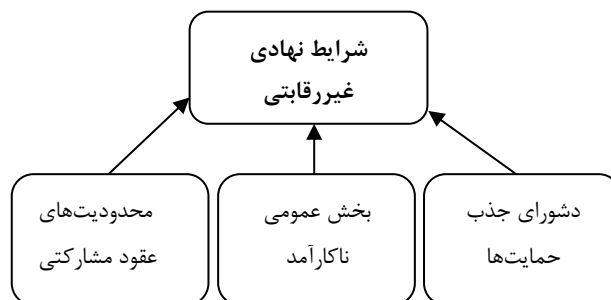 شرایط نهادی
غیررقابتی
دشورای جذب
حمایت‌ها
بخش عمومی
ناکارآمد
محدودیت‌های
عقود مشارکتی